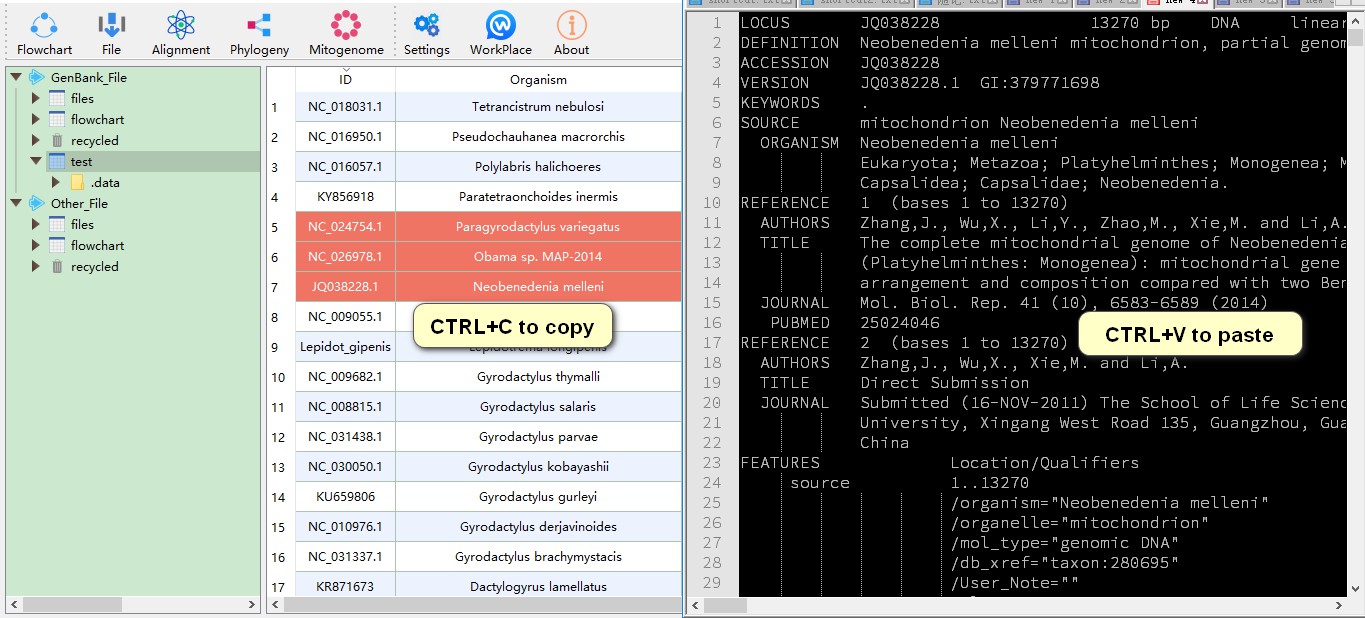 Flowchart File Alignment Phylogeny Mitogenome Settings WorkPlace About
GenBank_File
files
flowchart
recycled
test
.data
Other_File
files
flowchart
recycled
ID Organism
1 NC_018031.1 Tetrancistrum nebulosi
2 NC_016950.1 Pseudochauhanea macrorchis
3 NC_016057.1 Polylabris halichoeres
4 KY856918 Paratetraonchoides inermis
5 NC_024754.1 Paragyrodactylus variegatus
6 NC_026978.1 Obama sp. MAP-2014
7 JQ038228.1 Neobenedenia melleni
8 NC_009055.1
9 Lepidot_gipenis Lepidotrema longipenis
10 NC_009682.1 Gyrodactylus thymalli
11 NC_008815.1 Gyrodactylus salaris
12 NC_031438.1 Gyrodactylus parvae
13 NC_030050.1 Gyrodactylus kobayashii
14 KU659806 Gyrodactylus gurleyi
15 NC_010976.1 Gyrodactylus derjavinoides
16 NC_031337.1 Gyrodactylus brachymystacis
17 KR871673 Dactylogyrus lamellatus
CTRL+C to copy
1 LOCUS JQ038228 13270 bp DNA linear
2 DEFINITION Neobenedenia melleni mitochondrion, partial genom
3 ACCESSION JQ038228
4 VERSION JQ038228.1 GI:379771698
5 KEYWORDS .
6 SOURCE mitochondrion Neobenedenia melleni
7 ORGANISM Neobenedenia melleni
8 Eukaryota; Metazoa; Platyhelminthes; Monogenea; M
9 Capsalidea; Capsalidae; Neobenedenia.
10 REFERENCE 1 (bases 1 to 13270)
11 AUTHORS Zhang,J., Wu,X., Li,Y., Zhao,M., Xie,M. and Li,A.
12 TITLE The complete mitochondrial genome of Neobenedenia
13 (Platyhelminthes: Monogenea): mitochondrial gene
14 arrangement and composition compared with two Ben
15 JOURNAL Mol. Biol. Rep. 41 (10), 6583-6589 (2014)
16 PUBMED 25024046
17 REFERENCE 2 (bases 1 to 13270)
18 AUTHORS Zhang,J., Wu,X., Xie,M. and Li,A.
19 TITLE Direct Submission
20 JOURNAL Submitted (16-NOV-2011) The School of Life Scienc
21 University, Xingang West Road 135, Guangzhou, Gua
22 China
23 FEATURES Location/Qualifiers
24 source 1..13270
25 /organism="Neobenedenia melleni"
26 /organelle="mitochondrion"
27 /mol_type="genomic DNA"
28 /db_xref="taxon:280695"
29 /User_Note=""
CTRL+V to paste